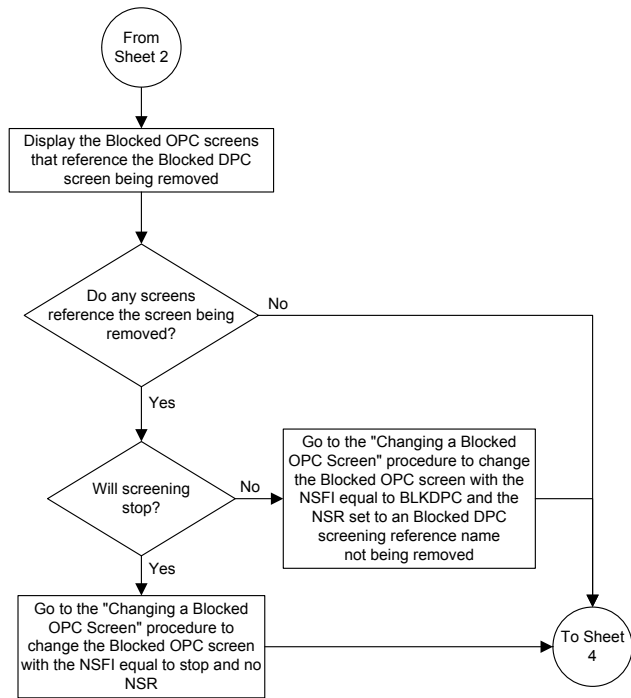 From
Sheet 2
Display the Blocked OPC screens
that reference the Blocked DPC
screen being removed
Do any screens
reference the screen being
removed?
No
Yes
Will screening
stop?
No
Go to the "Changing a Blocked
OPC Screen" procedure to change
the Blocked OPC screen with the
NSFI equal to BLKDPC and the
NSR set to an Blocked DPC
screening reference name
not being removed
Yes
Go to the "Changing a Blocked
OPC Screen" procedure to
change the Blocked OPC screen
with the NSFI equal to stop and no
NSR
To Sheet
4